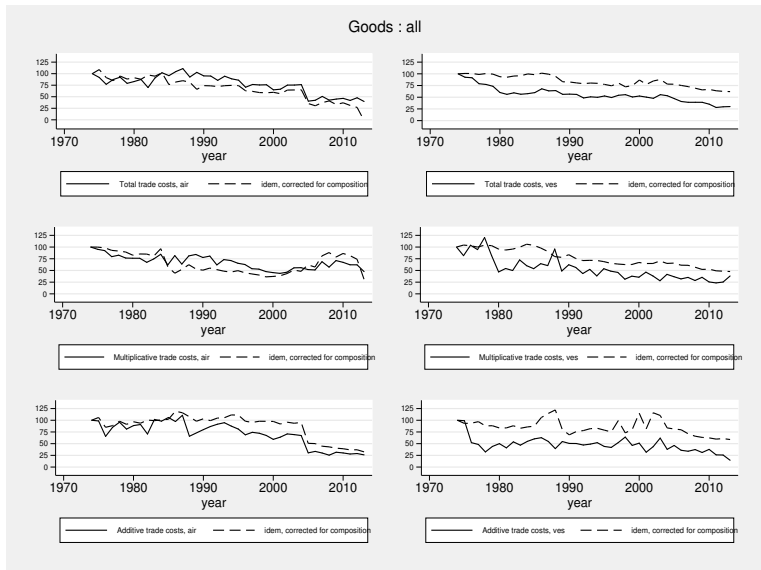 Goods : all
125
100
75
50
25
0
1970 1980 1990 2000 2010
year
Total trade costs, air idem, corrected for composition
125
100
75
50
25
0
1970 1980 1990 2000 2010
year
Total trade costs, ves idem, corrected for composition
125
100
75
50
25
0
1970 1980 1990 2000 2010
year
Multiplicative trade costs, air idem, corrected for composition
125
100
75
50
25
0
1970 1980 1990 2000 2010
year
Multiplicative trade costs, ves idem, corrected for composition
125
100
75
50
25
0
1970 1980 1990 2000 2010
year
Additive trade costs, air idem, corrected for composition
125
100
75
50
25
0
1970 1980 1990 2000 2010
year
Additive trade costs, ves idem, corrected for composition